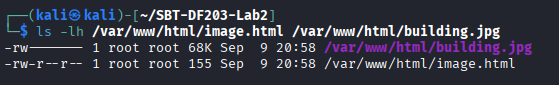 ┌──(kali㉿kali)-[~/SBT-DF203-Lab2]
└─$ ls -lh /var/www/html/image.html /var/www/html/building.jpg
-rw------- 1 root root 68K Sep  9 20:58 /var/www/html/building.jpg
-rw-r--r-- 1 root root 155 Sep  9 20:58 /var/www/html/image.html